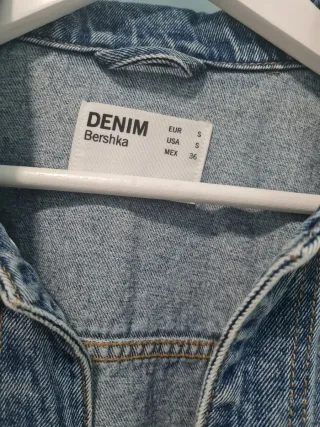 DENIM
Bershka
EUR S
USA S
MEX 36